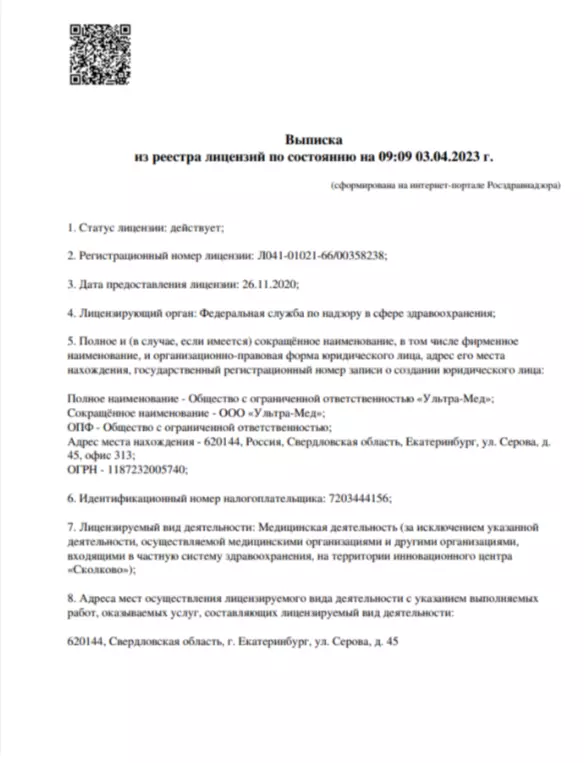 Выписка
из реестра лицензий по состоянию на 09:09 03.04.2023 г.
(сформирована на интернет-портале Росздравнадзора)
1. Статус лицензии: действует;
2. Регистрационный номер лицензии: Л041-01021-66/00358238;
3. Дата предоставления лицензии: 26.11.2020;
4. Лицензирующий орган: Федеральная служба по надзору в сфере здравоохранения;
5. Полное и (в случае, если имеется) сокращённое наименование, в том числе фирменное
наименование, и организационно-правовая форма юридического лица, адрес его места
нахождения, государственный регистрационный номер записи о создании юридического лица:
Полное наименование - Общество с ограниченной ответственностью «Ультра-Мед»;
Сокращённое наименование - ООО «Ультра-Мед»;
ОПФ - Общество с ограниченной ответственностью;
Адрес места нахождения - 620144, Россия, Свердловская область, Екатеринбург, ул. Серова, д.
45, офис 313;
ОГРН - 1187232005740;
6. Идентификационный номер налогоплательщика: 7203444156;
7. Лицензируемый вид деятельности: Медицинская деятельность (за исключением указанной
деятельности, осуществляемой медицинскими организациями и другими организациями,
входящими в частную систему здравоохранения, на территории инновационного центра
«Сколково»);
8. Адреса мест осуществления лицензируемого вида деятельности с указанием выполняемых
работ, оказываемых услуг, составляющих лицензируемый вид деятельности:
620144, Свердловская область, г. Екатеринбург, ул. Серова, д. 45